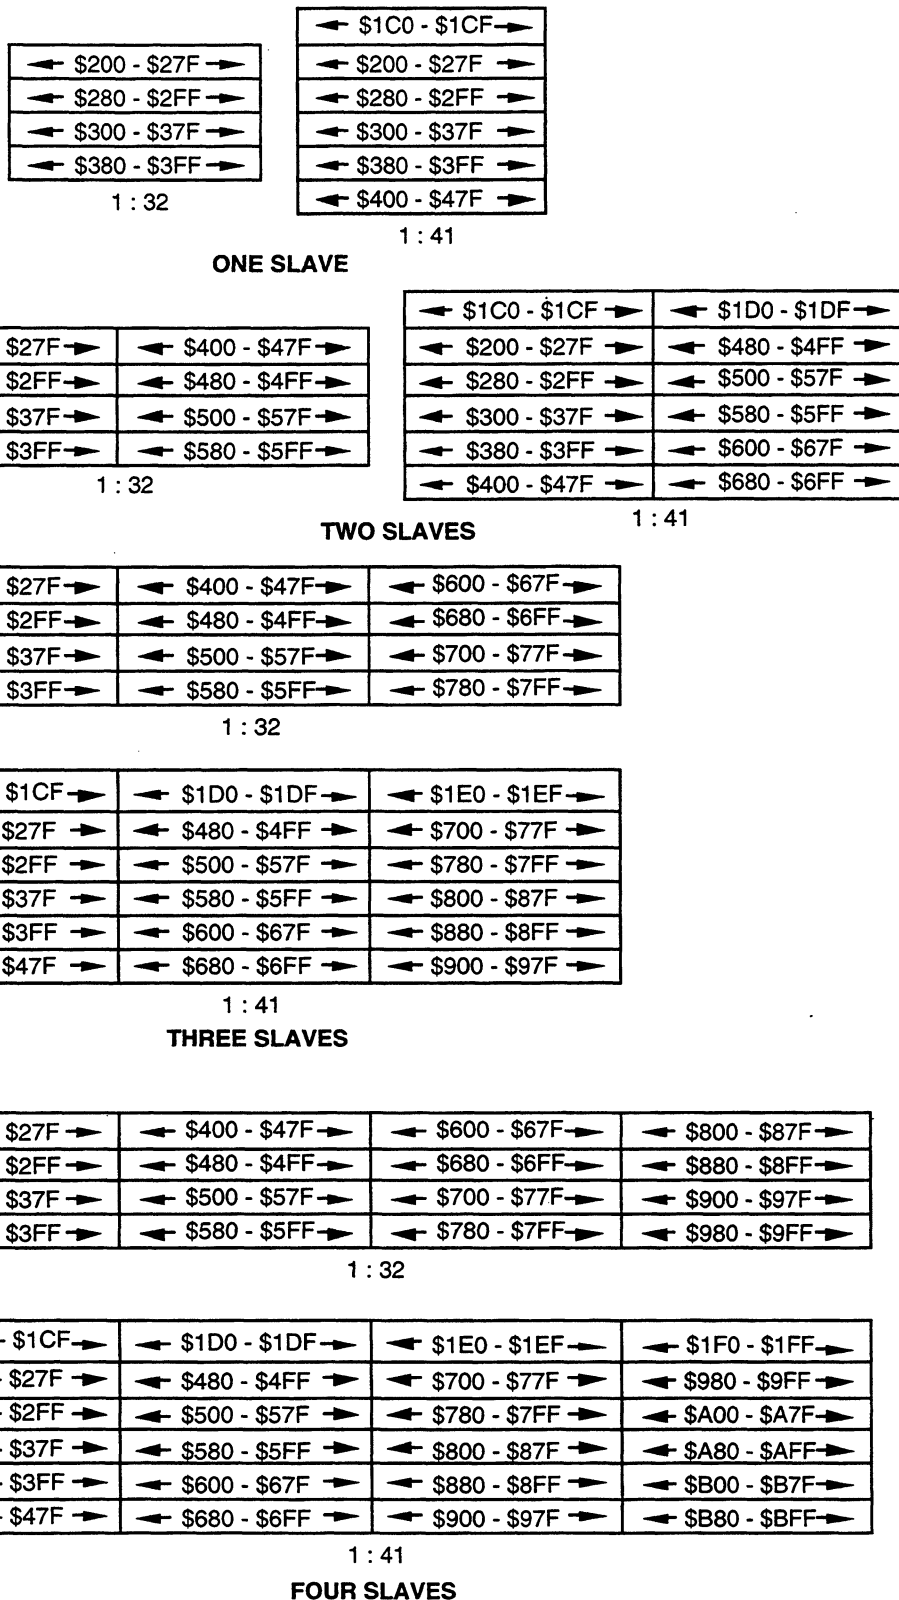 $1C0 - $1CF
$200 - $27F $200 - $27F
$280 - $2FF $280 - $2FF
$300 - $37F $300 - $37F
$380 - $3FF $380 - $3FF
1 : 32 $400 - $47F
1 : 41
ONE SLAVE
$1C0 - $1CF $1D0 - $1DF
$27F $400 - $47F $200 - $27F $480 - $4FF
$2FF $480 - $4FF $280 - $2FF $500 - $57F
$37F $500 - $57F $300 - $37F $580 - $5FF
$3FF $580 - $5FF $380 - $3FF $600 - $67F
1 : 32 $400 - $47F $680 - $6FF
1 : 41
TWO SLAVES
$27F $400 - $47F $600 - $67F
$2FF $480 - $4FF $680 - $6FF
$37F $500 - $57F $700 - $77F
$3FF $580 - $5FF $780 - $7FF
1 : 32
$1CF $1D0 - $1DF $1E0 - $1EF
$27F $480 - $4FF $700 - $77F
$2FF $500 - $57F $780 - $7FF
$37F $580 - $5FF $800 - $87F
$3FF $600 - $67F $880 - $8FF
$47F $680 - $6FF $900 - $97F
1 : 41
THREE SLAVES
$27F $400 - $47F $600 - $67F $800 - $87F
$2FF $480 - $4FF $680 - $6FF $880 - $8FF
$37F $500 - $57F $700 - $77F $900 - $97F
$3FF $580 - $5FF $780 - $7FF $980 - $9FF
1 : 32
- $1CF $1D0 - $1DF $1E0 - $1EF $1F0 - $1FF
- $27F $480 - $4FF $700 - $77F $980 - $9FF
- $2FF $500 - $57F $780 - $7FF $A00 - $A7F
- $37F $580 - $5FF $800 - $87F $A80 - $AFF
- $3FF $600 - $67F $880 - $8FF $B00 - $B7F
- $47F $680 - $6FF $900 - $97F $B80 - $BFF
1 : 41
FOUR SLAVES